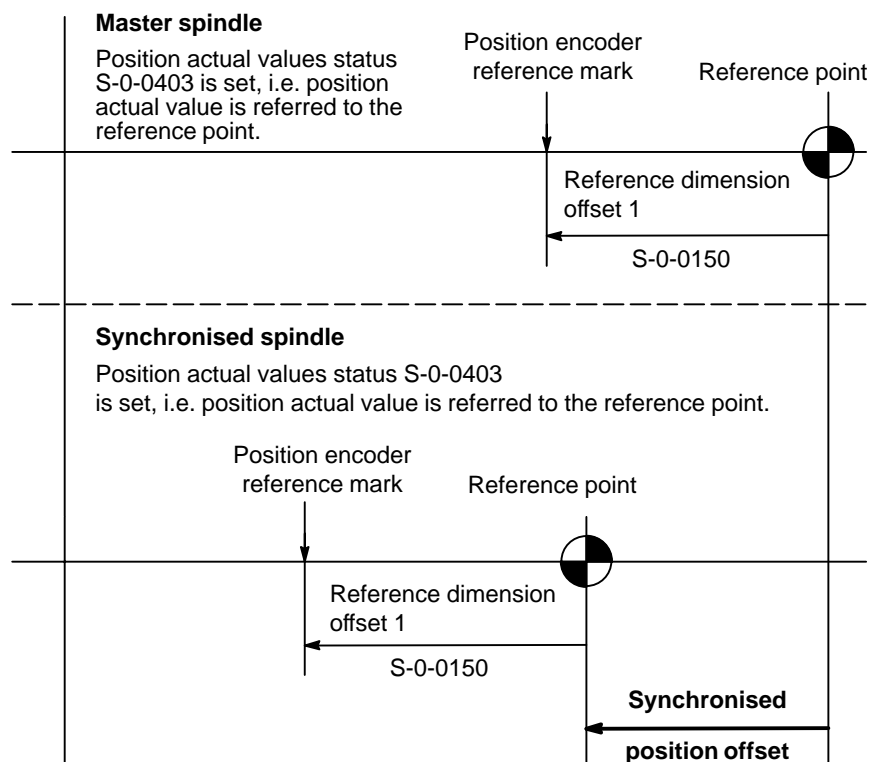 Master spindle
Position actual values status
S-0-0403 is set, i.e. position
actual value is referred to the
reference point.
Position encoder
reference mark
Reference point
Reference dimension
offset 1
S-0-0150
Synchronised spindle
Position actual values status S-0-0403
is set, i.e. position actual value is referred to the reference point.
Position encoder
reference mark
Reference point
Reference dimension
offset 1
S-0-0150
Synchronised
position offset